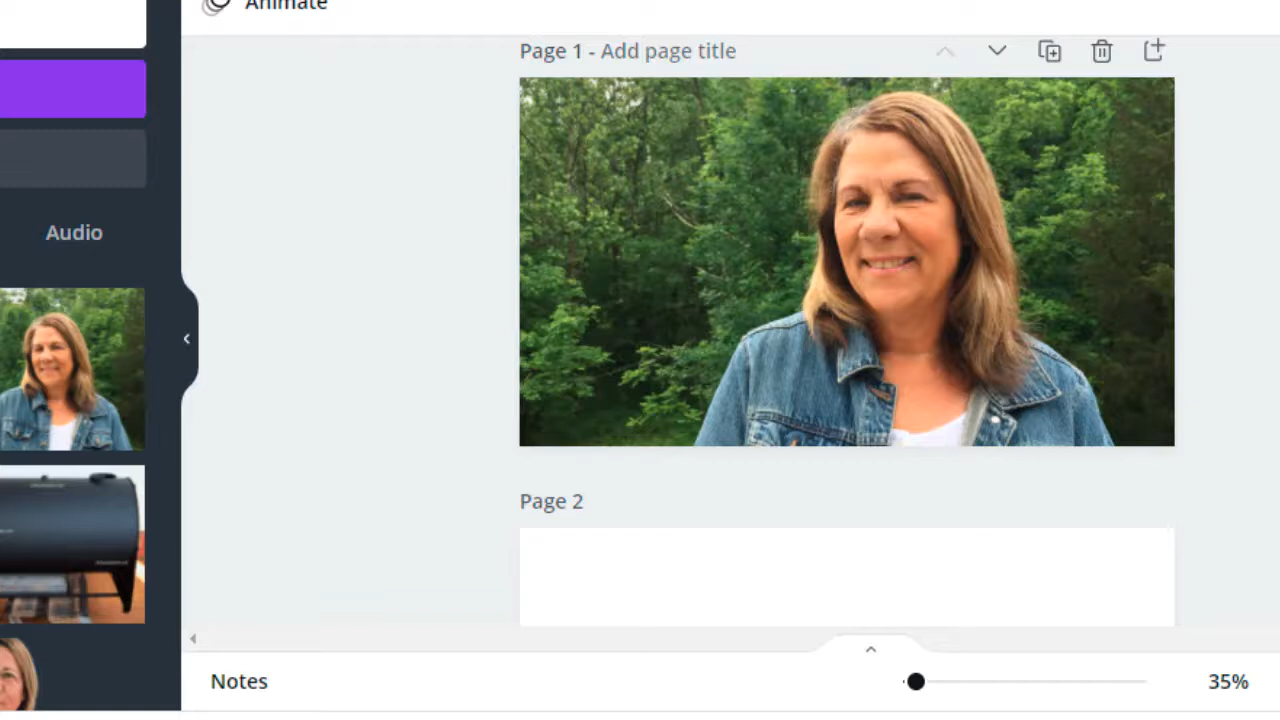 Animate
Page 1 - Add page title
Audio
Page 2
Notes
35%